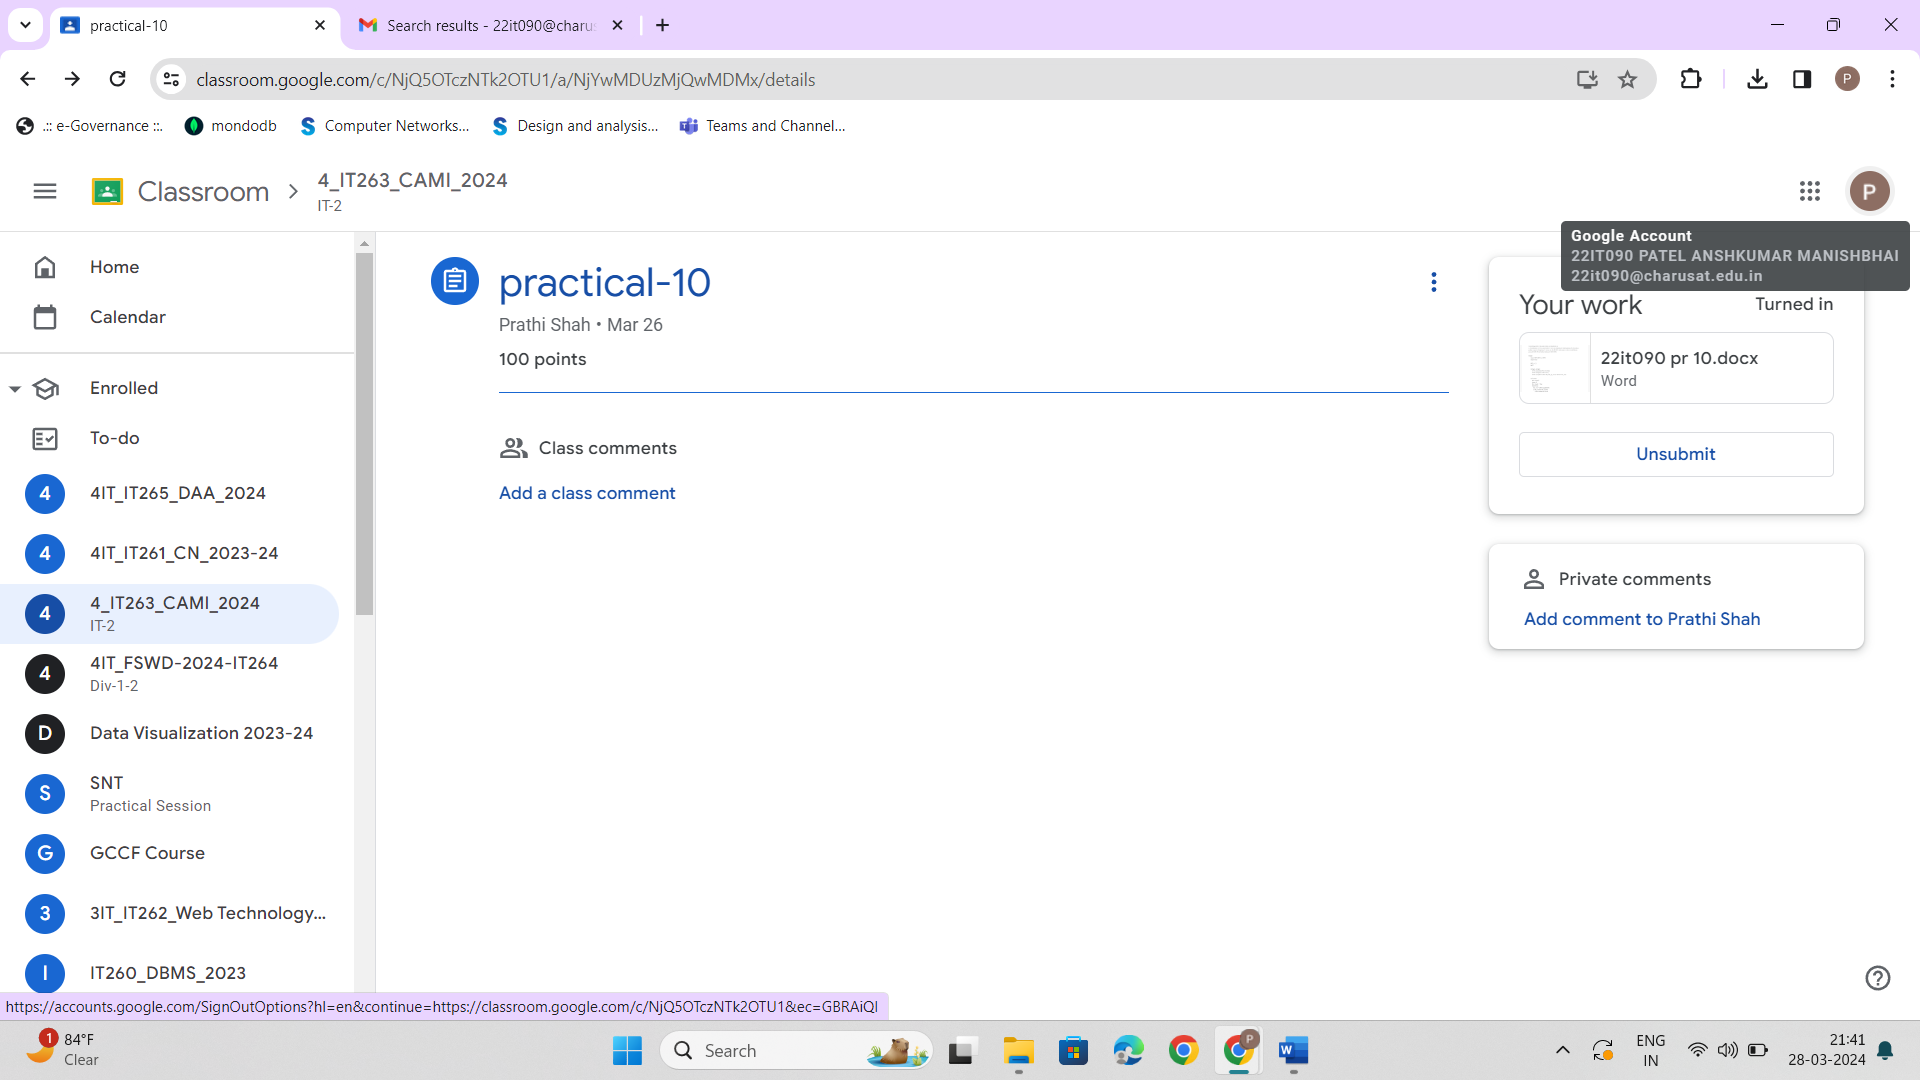 practical-10
Search results - 22it090@charus
classroom.google.com/c/NjQ5OTczNTk2OTU1/a/NjYwMDUzMjQwMDMx/details
P
.:: e-Governance ::.
mondodb
Computer Networks...
Design and analysis...
Teams and Channel...
Classroom
4_IT263_CAMI_2024
IT-2
P
Google Account
22IT090 PATEL ANSHKUMAR MANISHBHAI
22it090@charusat.edu.in
Home
Calendar
Enrolled
To-do
4 4IT_IT265_DAA_2024
4 4IT_IT261_CN_2023-24
4 4_IT263_CAMI_2024
IT-2
4 4IT_FSWD-2024-IT264
Div-1-2
D Data Visualization 2023-24
S SNT
Practical Session
G GCCF Course
3 3IT_IT262_Web Technology...
I IT260_DBMS_2023
practical-10
Prathi Shah • Mar 26
100 points
Class comments
Add a class comment
Your work
Turned in
22it090 pr 10.docx
Word
Unsubmit
Private comments
Add comment to Prathi Shah
https://accounts.google.com/SignOutOptions?hl=en&continue=https://classroom.google.com/c/NjQ5OTczNTk2OTU1&ec=GBRAiQI
1
84°F
Clear
Search
P
W
ENG
IN
21:41
28-03-2024